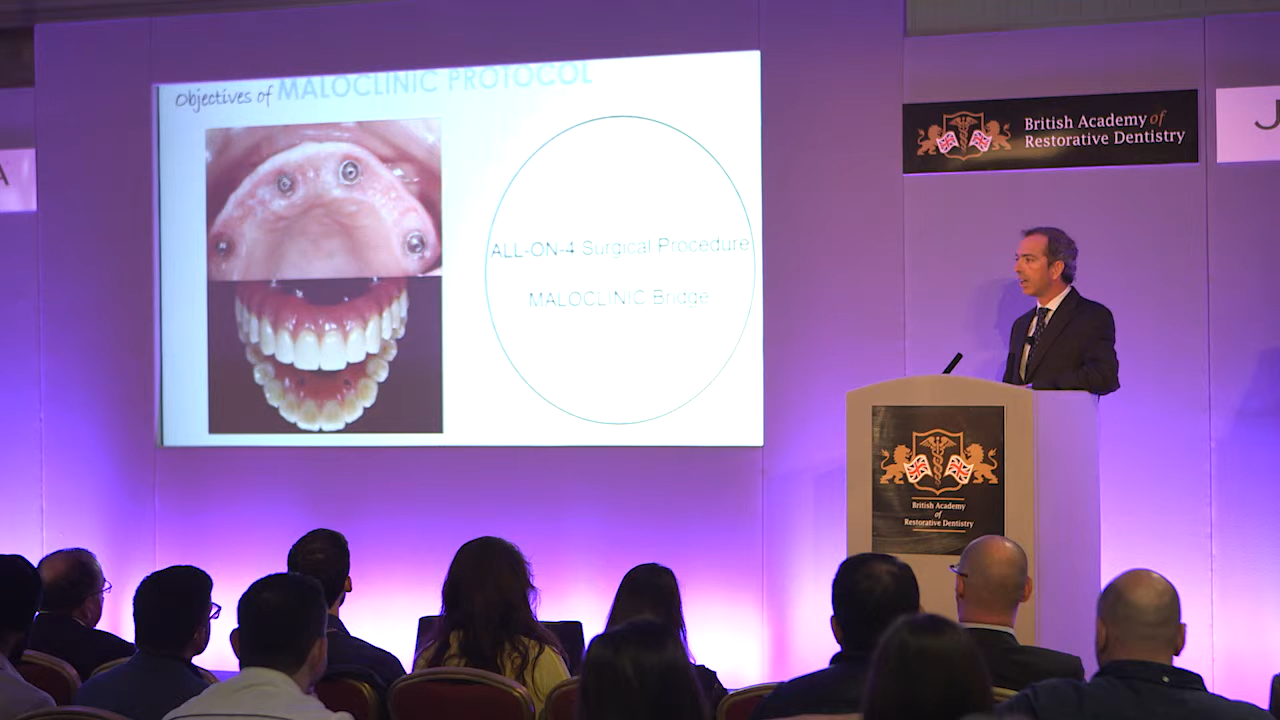 Objectives of MALOCLINIC PROTOCOL
ALL-ON-4 Surgical Procedure
MALOCLINIC Bridge
British Academy of
Restorative Dentistry
A
J
British Academy
of
Restorative Dentistry